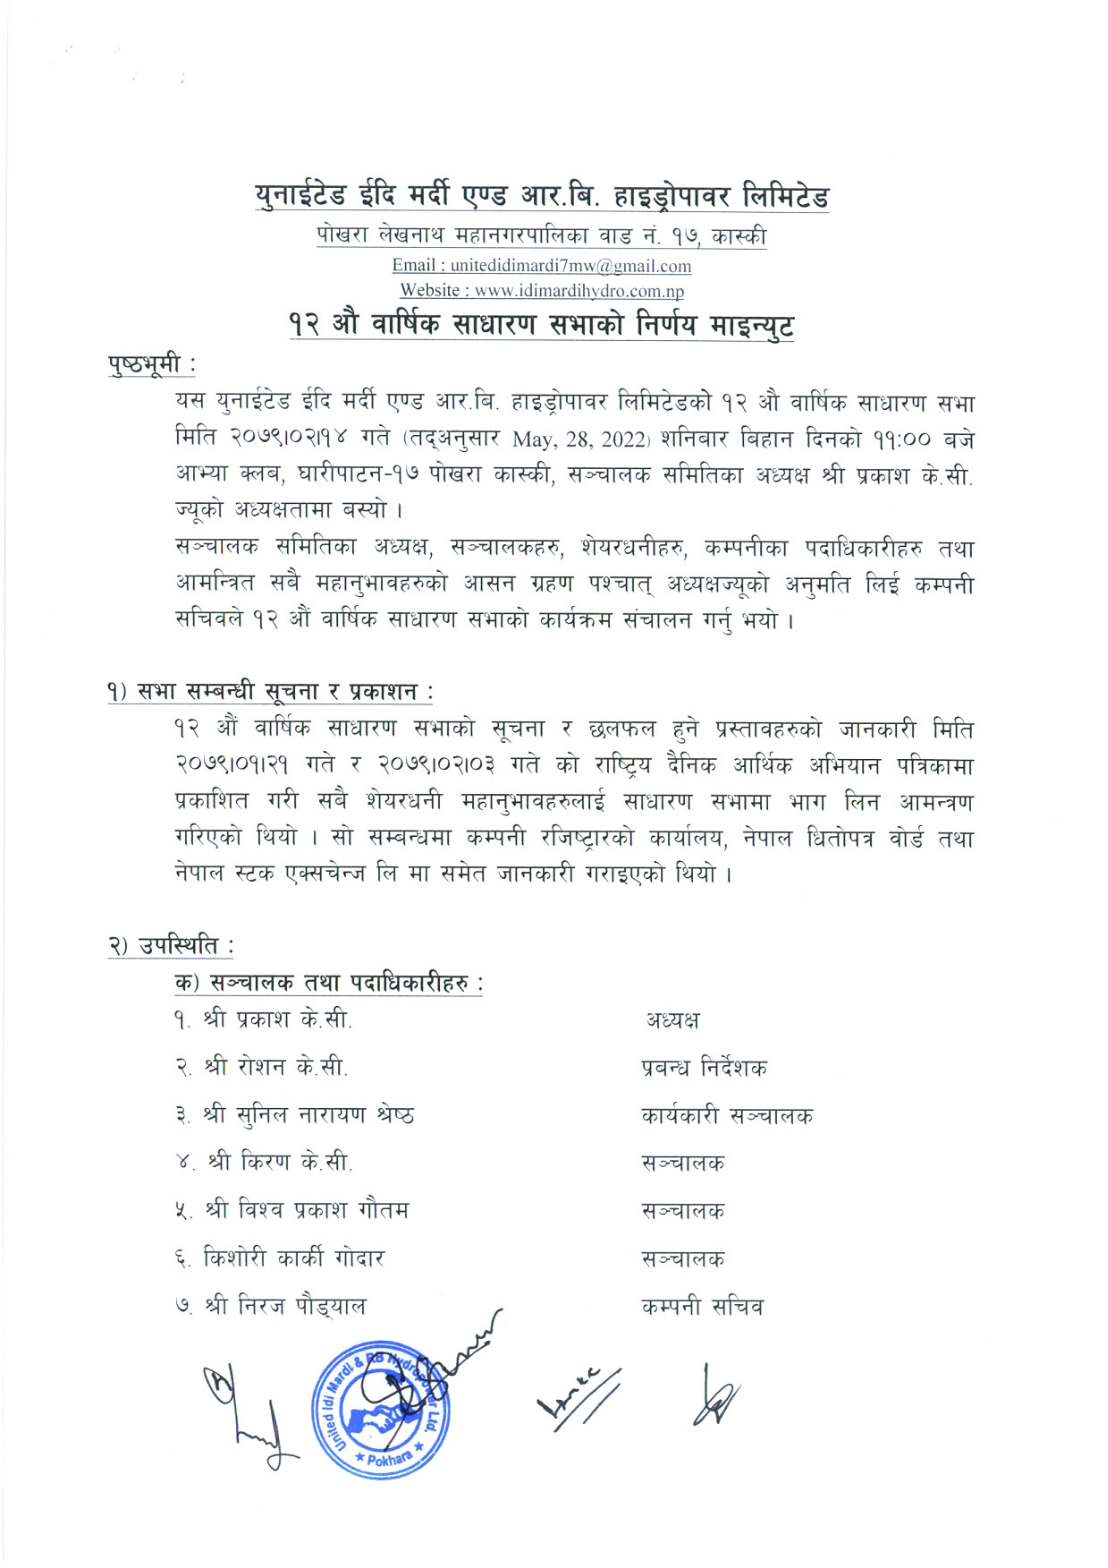 युनाईटेड ईदि मर्दी एण्ड आर.बि. हाइड्रोपावर लिमिटेड
पोखरा लेखनाथ महानगरपालिका वाड नं. १७, कास्की
Email : unitedidimardi7mw@gmail.com
Website : www.idimardihydro.com.np
१२ औ वार्षिक साधारण सभाको निर्णय माइन्युट
पुष्ठभूमी :
यस युनाईटेड ईदि मर्दी एण्ड आर.बि. हाइड्रोपावर लिमिटेडको १२ औ वार्षिक साधारण सभा
मिति २०७९।०२।१४ गते (तद्अनुसार May, 28, 2022) शनिबार बिहान दिनको ११:०० बजे
आभ्या क्लब, घारीपाटन-१७ पोखरा कास्की, सञ्चालक समितिका अध्यक्ष श्री प्रकाश के.सी.
ज्यूको अध्यक्षतामा बस्यो ।
सञ्चालक समितिका अध्यक्ष, सञ्चालकहरु, शेयरधनीहरु, कम्पनीका पदाधिकारीहरु तथा
आमन्त्रित सबै महानुभावहरुको आसन ग्रहण पश्चात् अध्यक्षज्यूको अनुमति लिई कम्पनी
सचिवले १२ औं वार्षिक साधारण सभाको कार्यक्रम संचालन गर्नु भयो ।
१) सभा सम्बन्धी सूचना र प्रकाशन :
१२ औं वार्षिक साधारण सभाको सूचना र छलफल हुने प्रस्तावहरुको जानकारी मिति
२०७९।०१।२१ गते र २०७९।०२।०३ गते को राष्ट्रिय दैनिक आर्थिक अभियान पत्रिकामा
प्रकाशित गरी सबै शेयरधनी महानुभावहरुलाई साधारण सभामा भाग लिन आमन्त्रण
गरिएको थियो । सो सम्बन्धमा कम्पनी रजिष्ट्रारको कार्यालय, नेपाल धितोपत्र वोर्ड तथा
नेपाल स्टक एक्सचेन्ज लि मा समेत जानकारी गराइएको थियो ।
२) उपस्थिति :
क) सञ्चालक तथा पदाधिकारीहरु :
१. श्री प्रकाश के.सी. अध्यक्ष
२. श्री रोशन के.सी. प्रबन्ध निर्देशक
३. श्री सुनिल नारायण श्रेष्ठ कार्यकारी सञ्चालक
४. श्री किरण के.सी. सञ्चालक
५. श्री विश्व प्रकाश गौतम सञ्चालक
६. किशोरी कार्की गोदार सञ्चालक
७. श्री निरज पौड्याल कम्पनी सचिव
United Idi Mardi & RB Hydropower Ltd.
Pokhara